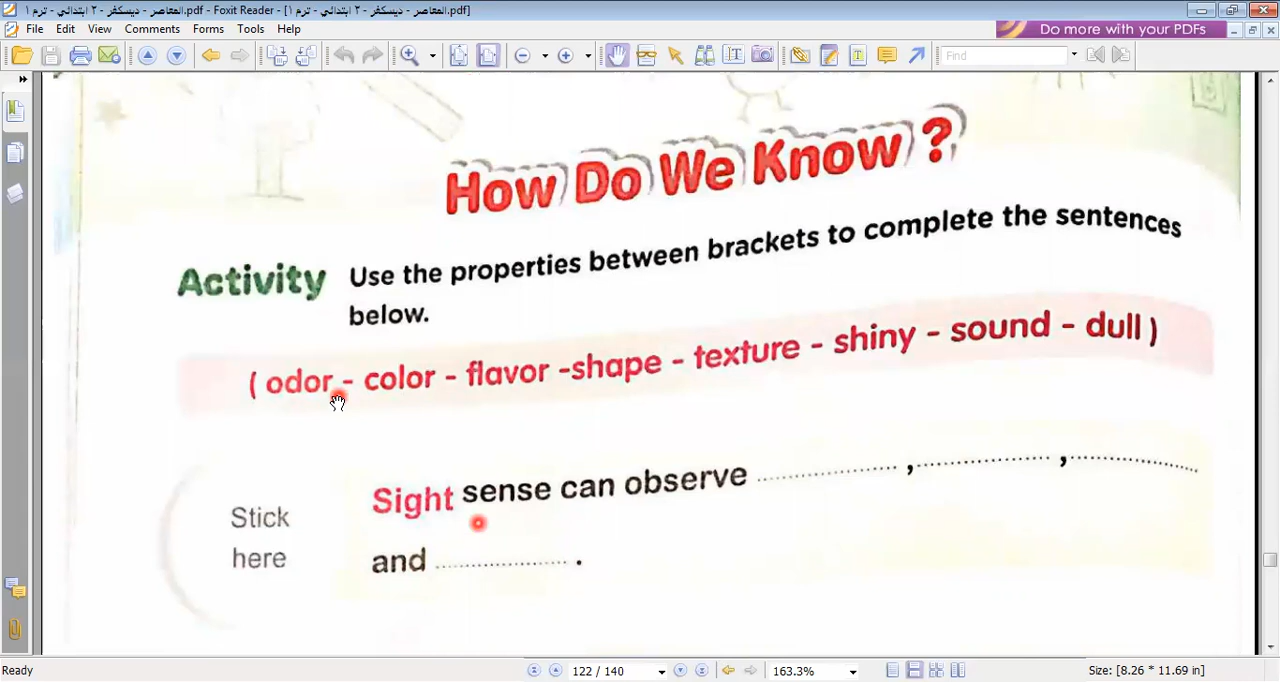 المعاصر - ديسكفر - ٢ ابتدائي - ترم ١.pdf - Foxit Reader - [المعاصر - ديسكفر - ٢ ابتدائي - ترم ١.pdf]
File Edit View Comments Forms Tools Help
Do more with your PDFs
Find
How Do We Know ?
Activity Use the properties between brackets to complete the sentences
below.
( odor - color - flavor -shape - texture - shiny - sound - dull )
Sight sense can observe .................... , .................... , ....................
Stick
here
and .................... .
Ready
122 / 140
163.3%
Size: [8.26 * 11.69 in]